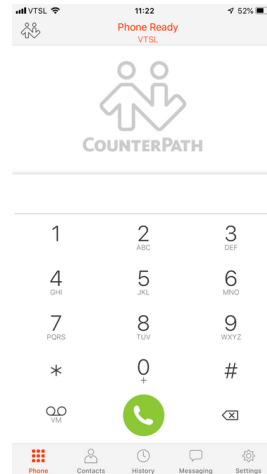 VTSL 11:22 52%
Phone Ready
VTSL
COUNTERPATH
1 2 3
ABC DEF
4 5 6
GHI JKL MNO
7 8 9
PQRS TUV WXYZ
* 0 #
+
VM
Phone Contacts History Messaging Settings